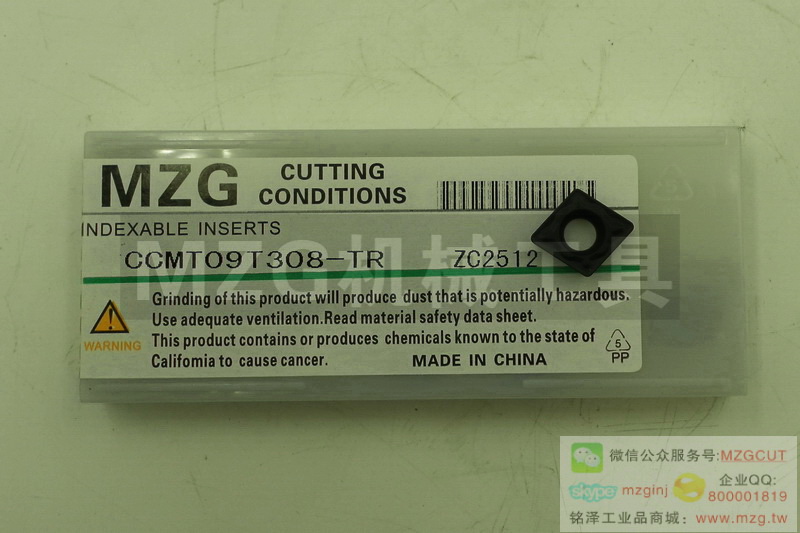 MZG
CUTTING
CONDITIONS
INDEXABLE INSERTS
MZG机械工具
CCMT09T308-TR ZC2512
WARNING
Grinding of this product will produce dust that is potentially hazardous.
Use adequate ventilation.Read material safety data sheet.
This product contains or produces chemicals known to the state of
California to cause cancer.
MADE IN CHINA
5
PP
微信公众服务号:MZGCUT
skype mzginj
企业QQ:
800001819
铭泽工业品商城：www.mzg.tw